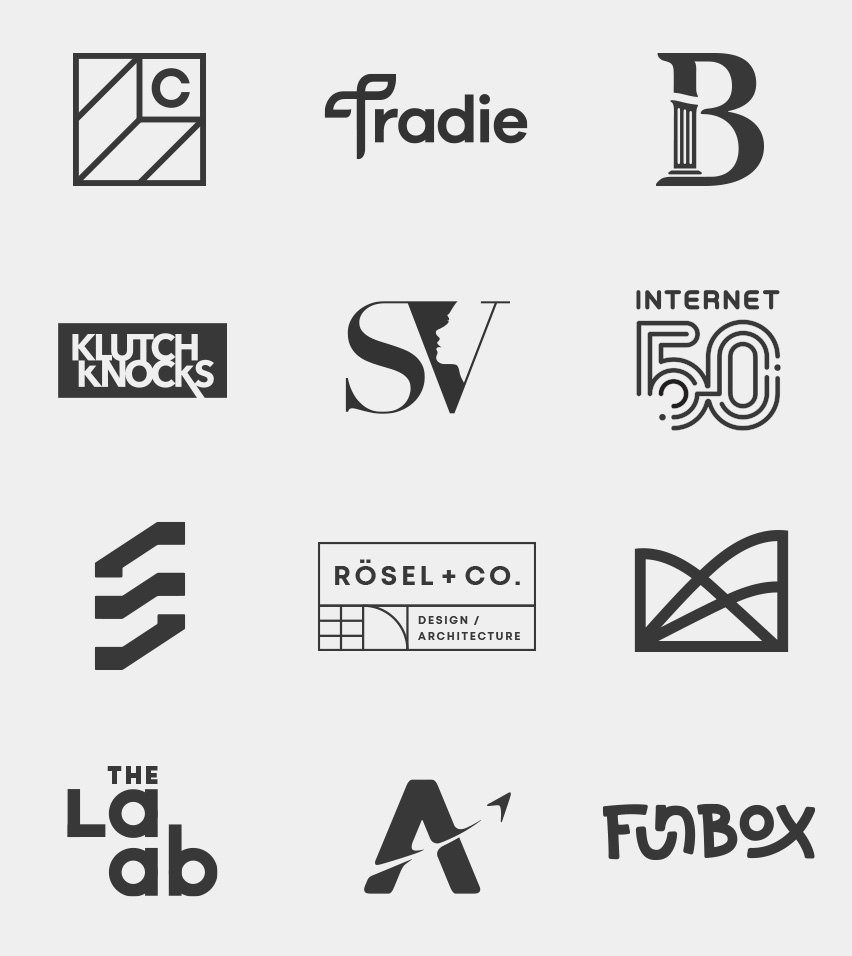 C
Tradie
B
KLUTCH
KNOCKS
SV
INTERNET
50
RÖSEL + CO.
DESIGN /
ARCHITECTURE
THE
La
ab
A
FUNBOX